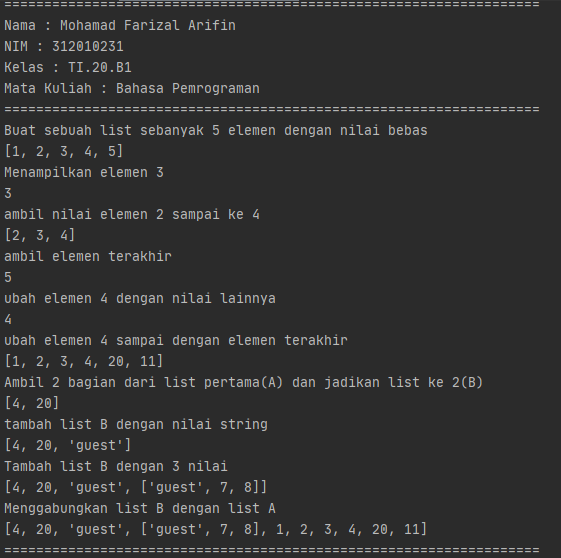 ===================================================================
Nama : Mohamad Farizal Arifin
NIM : 312010231
Kelas : TI.20.B1
Mata Kuliah : Bahasa Pemrograman
===================================================================
Buat sebuah list sebanyak 5 elemen dengan nilai bebas
[1, 2, 3, 4, 5]
Menampilkan elemen 3
3
ambil nilai elemen 2 sampai ke 4
[2, 3, 4]
ambil elemen terakhir
5
ubah elemen 4 dengan nilai lainnya
4
ubah elemen 4 sampai dengan elemen terakhir
[1, 2, 3, 4, 20, 11]
Ambil 2 bagian dari list pertama(A) dan jadikan list ke 2(B)
[4, 20]
tambah list B dengan nilai string
[4, 20, 'guest']
Tambah list B dengan 3 nilai
[4, 20, 'guest', ['guest', 7, 8]]
Menggabungkan list B dengan list A
[4, 20, 'guest', ['guest', 7, 8], 1, 2, 3, 4, 20, 11]
===================================================================